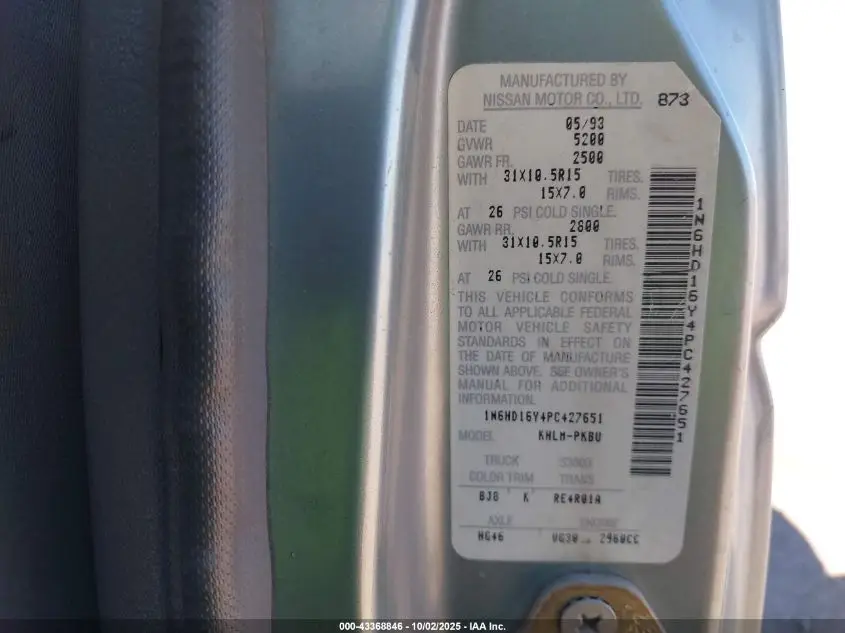 MANUFACTURED BY
NISSAN MOTOR CO., LTD. 873
DATE 05/93
GVWR 5200
GAWR FR. 2500
WITH 31X10.5R15 TIRES.
15X7.0 RIMS.
AT 26 PSI COLD SINGLE.
GAWR RR. 2800
WITH 31X10.5R15 TIRES.
15X7.0 RIMS.
AT 26 PSI COLD SINGLE.
THIS VEHICLE CONFORMS
TO ALL APPLICABLE FEDERAL
MOTOR VEHICLE SAFETY
STANDARDS IN EFFECT ON
THE DATE OF MANUFACTURE
SHOWN ABOVE. SEE OWNER'S
MANUAL FOR ADDITIONAL
INFORMATION.
1N6HD16Y4PC427651
MODEL KHLM-PKBU
TRUCK
COLOR TRIM TRANS
BJ8 K RE4R01A
AXLE ENGINE
HG46 VG30 2960CC
1N6HD16Y4PC427651
000-43368846 - 10/02/2025 - IAA Inc.